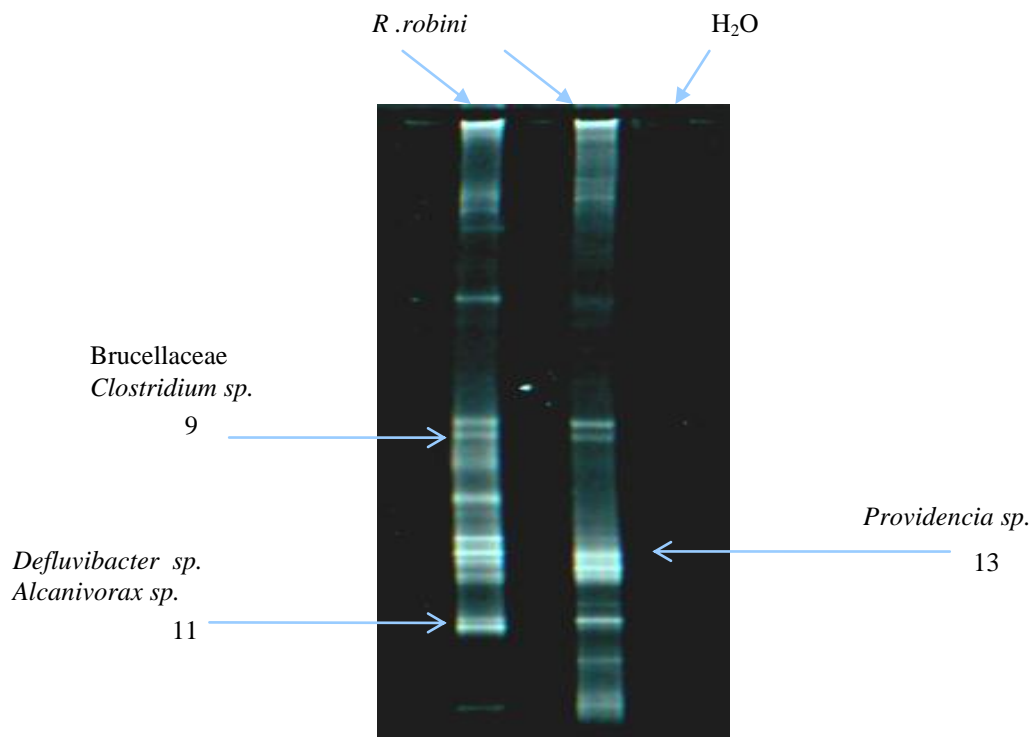 R .robini
H₂O
Brucellaceae
Clostridium sp.
9
Providencia sp.
13
Defluvibacter sp.
Alcanivorax sp.
11